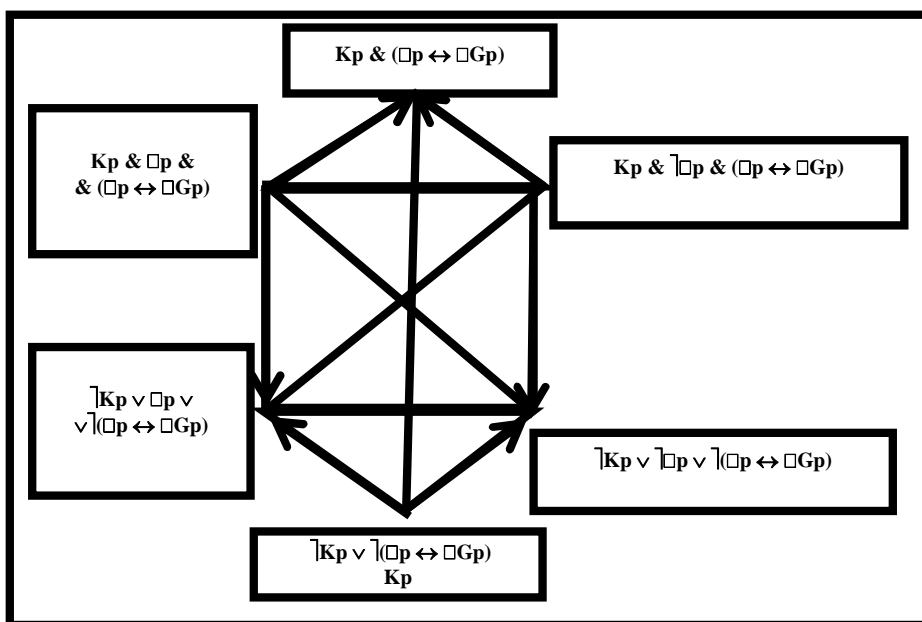 Kp & (□p ↔ □Gp)
Kp & □p &
& (□p ↔ □Gp)
Kp & ˥□p & (□p ↔ □Gp)
˥Kp ∨ □p ∨
∨˥(□p ↔ □Gp)
˥Kp ∨ ˥□p ∨ ˥(□p ↔ □Gp)
˥Kp ∨ ˥(□p ↔ □Gp)
Kp